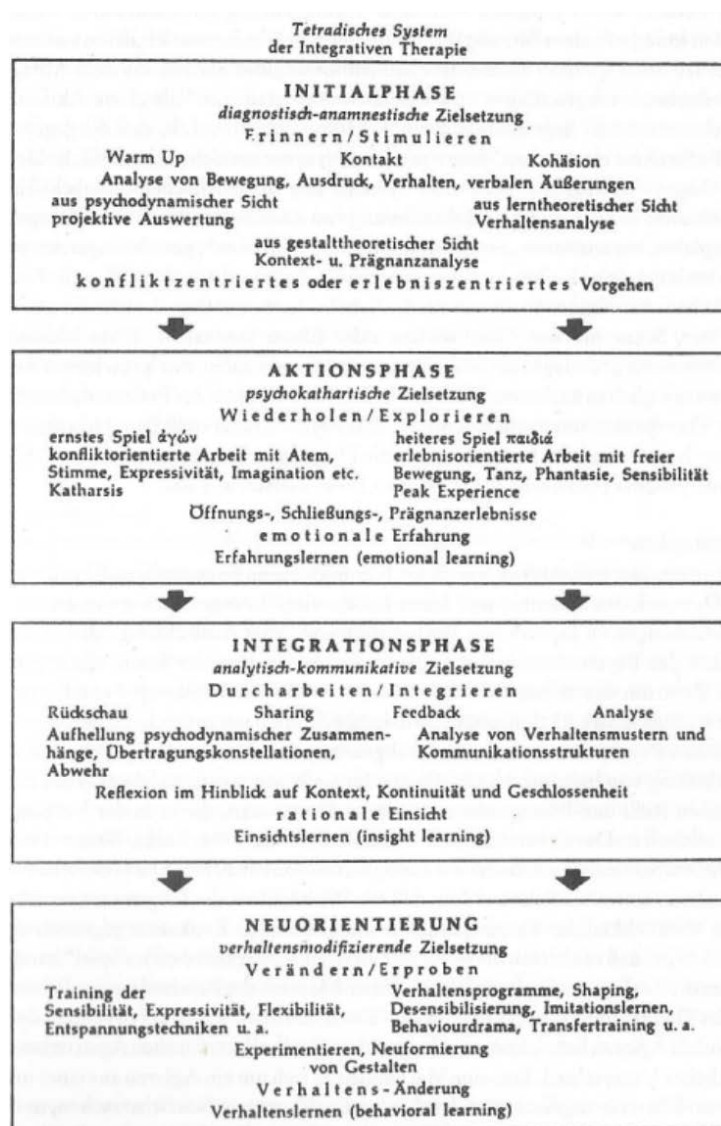 Tetradisches System
der Integrativen Therapie
INITIALPHASE
diagnostisch-anamnestische Zielsetzung
Erinnern/Stimulieren
Warm Up Kontakt Kohäsion
Analyse von Bewegung, Ausdruck, Verhalten, verbalen Äußerungen
aus psychodynamischer Sicht aus lerntheoretischer Sicht
projektive Auswertung Verhaltensanalyse
aus gestalttheoretischer Sicht
Kontext- u. Prägnanzanalyse
konfliktzentriertes oder erlebniszentriertes Vorgehen
AKTIONSPHASE
psychokathartische Zielsetzung
Wiederholen/Explorieren
ernstes Spiel ἀγών heiteres Spiel παιδιά
konfliktorientierte Arbeit mit Atem, erlebnisorientierte Arbeit mit freier
Stimme, Expressivität, Imagination etc. Bewegung, Tanz, Phantasie, Sensibilität
Katharsis Peak Experience
Öffnungs-, Schließungs-, Prägnanzerlebnisse
emotionale Erfahrung
Erfahrungslernen (emotional learning)
INTEGRATIONSPHASE
analytisch-kommunikative Zielsetzung
Durcharbeiten/Integrieren
Rückschau Sharing Feedback Analyse
Aufhellung psychodynamischer Zusammen- Analyse von Verhaltensmustern und
hänge, Übertragungskonstellationen, Kommunikationsstrukturen
Abwehr
Reflexion im Hinblick auf Kontext, Kontinuität und Geschlossenheit
rationale Einsicht
Einsichtslernen (insight learning)
NEUORIENTIERUNG
verhaltensmodifizierende Zielsetzung
Verändern/Erproben
Training der Verhaltensprogramme, Shaping,
Sensibilität, Expressivität, Flexibilität, Desensibilisierung, Imitationslernen,
Entspannungstechniken u. a. Behaviourdrama, Transfertraining u. a.
Experimentieren, Neuformierung
von Gestalten
Verhaltens-Änderung
Verhaltenslernen (behavioral learning)